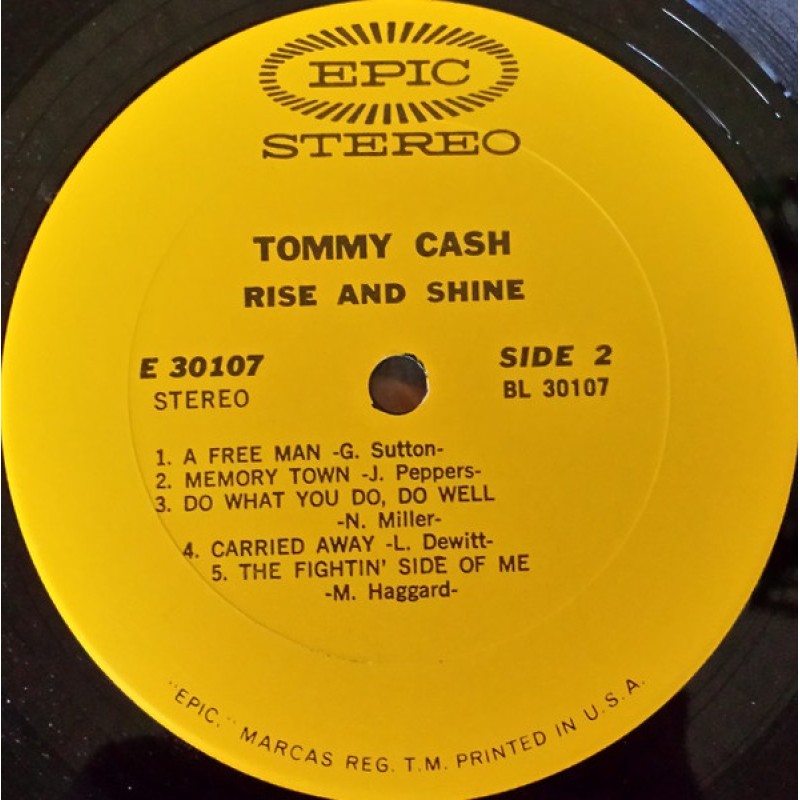 EPIC
STEREO
TOMMY CASH
RISE AND SHINE
E 30107
STEREO
SIDE 2
BL 30107
1. A FREE MAN -G. Sutton-
2. MEMORY TOWN -J. Peppers-
3. DO WHAT YOU DO, DO WELL
-N. Miller-
4. CARRIED AWAY -L. Dewitt-
5. THE FIGHTIN' SIDE OF ME
-M. Haggard-
"EPIC," MARCAS REG. T.M. PRINTED IN U.S.A.